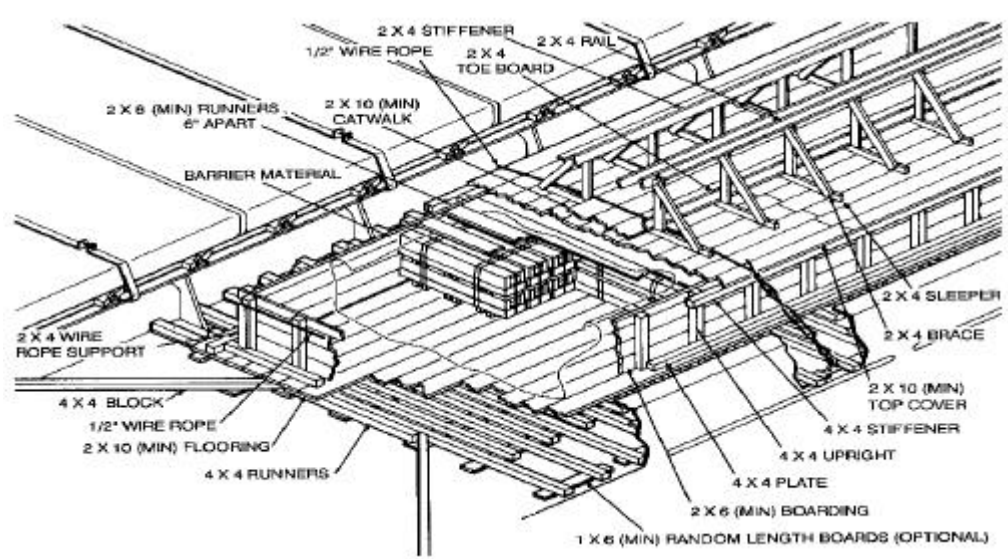 2 X 4 STIFFENER
1/2" WIRE ROPE
2 X 4
TOE BOARD
2 X 4 RAIL
2 X 8 (MIN) RUNNERS
6" APART
2 X 10 (MIN)
CATWALK
BARRIER MATERIAL
2 X 4 WIRE
ROPE SUPPORT
4 X 4 BLOCK
1/2" WIRE ROPE
2 X 10 (MIN) FLOORING
4 X 4 RUNNERS
2 X 4 SLEEPER
2 X 4 BRACE
2 X 10 (MIN)
TOP COVER
4 X 4 STIFFENER
4 X 4 UPRIGHT
4 X 4 PLATE
2 X 6 (MIN) BOARDING
1 X 6 (MIN) RANDOM LENGTH BOARDS (OPTIONAL)